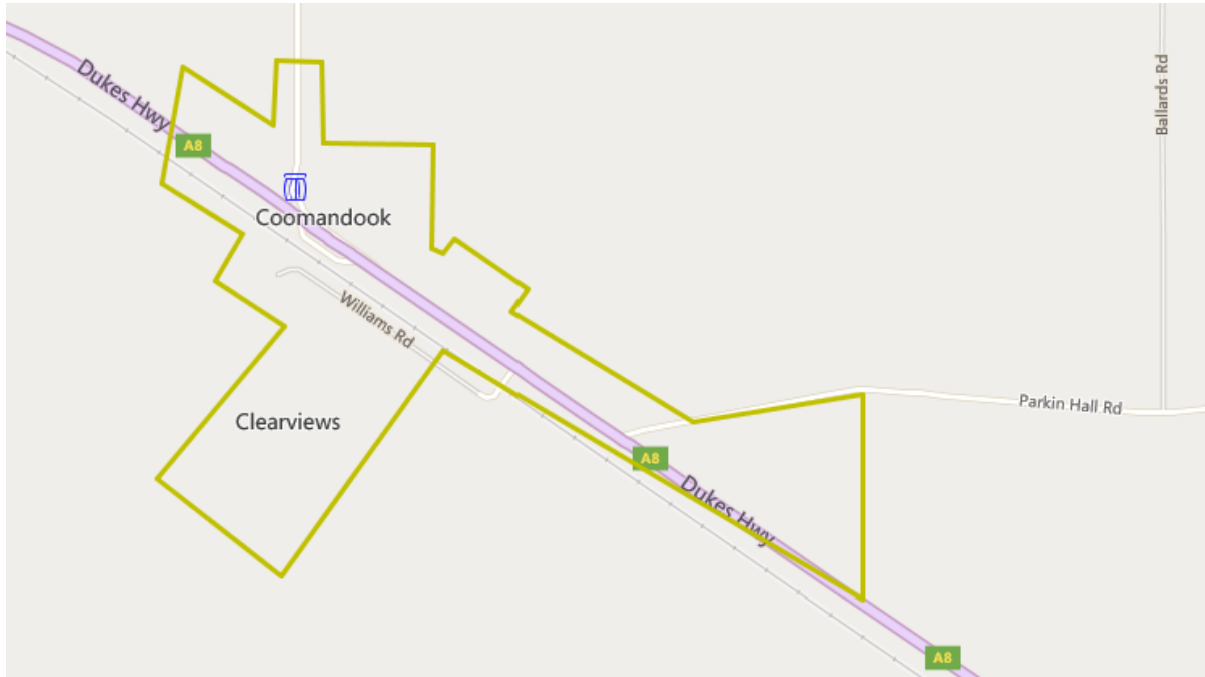 Dukes Hwy
A8
Ballards Rd
Coomandook
Williams Rd
Clearviews
Parkin Hall Rd
A8
Dukes Hwy
A8